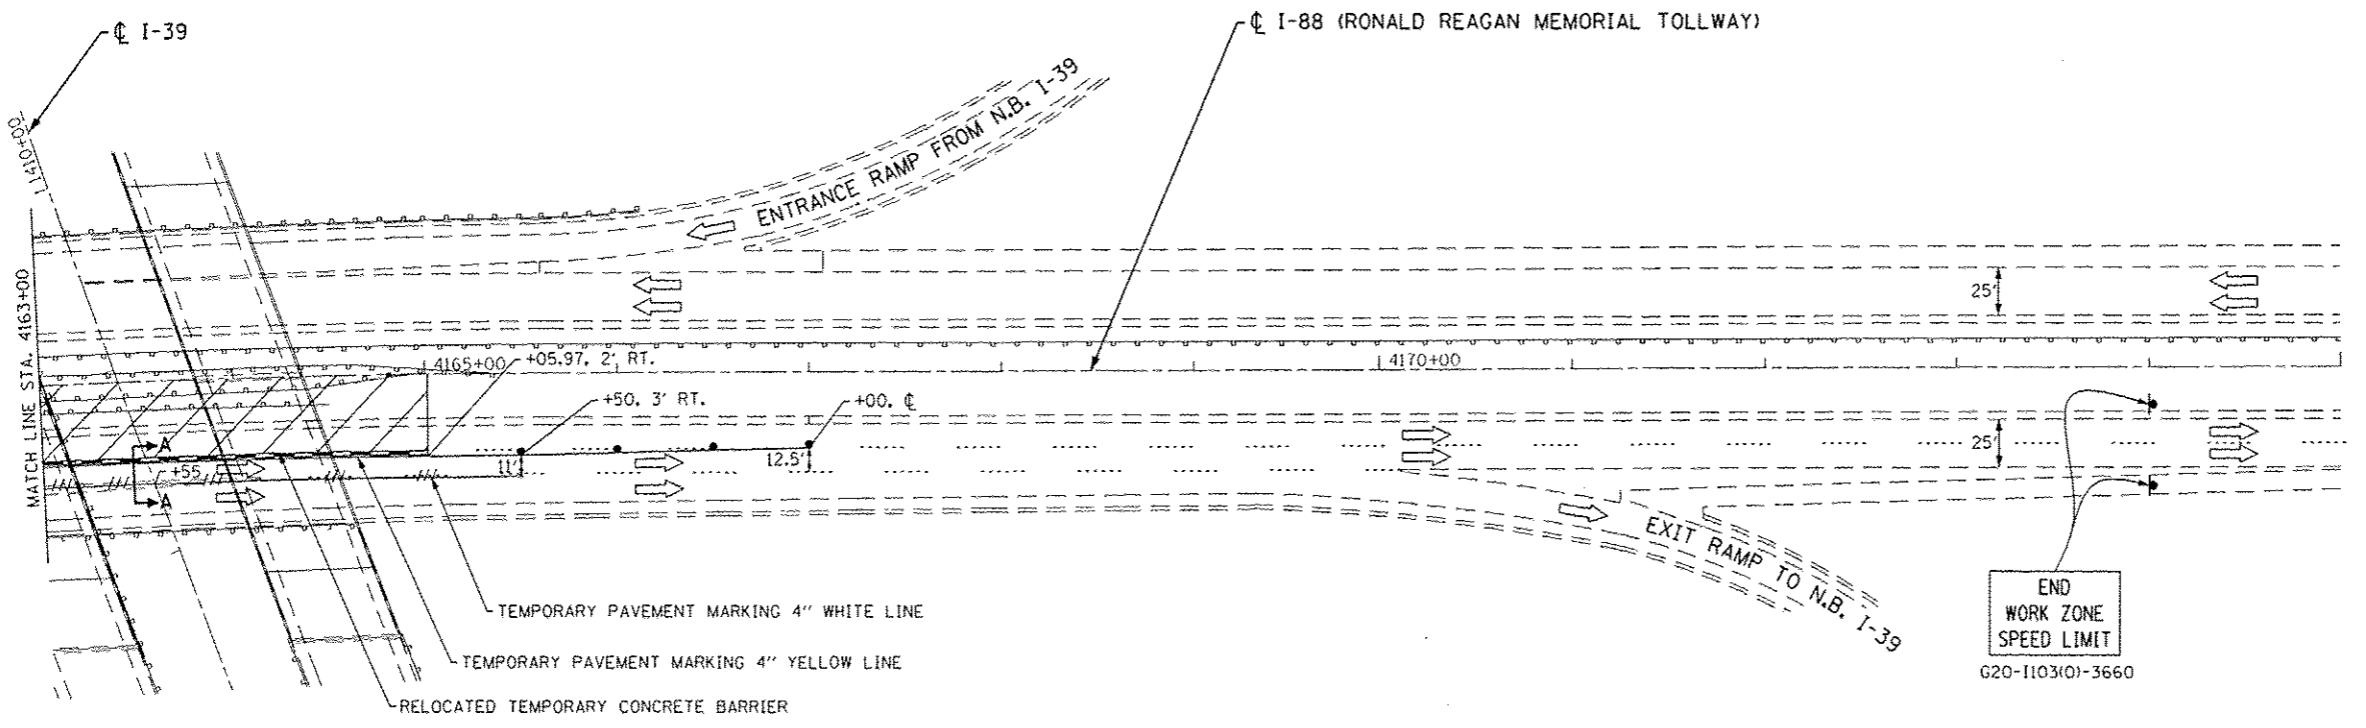 ℄ I-39
℄ I-88 (RONALD REAGAN MEMORIAL TOLLWAY)
1410+00
ENTRANCE RAMP FROM N.B. I-39
MATCH LINE STA. 4163+00
25'
4165+00
+05.97, 2' RT.
4170+00
+50, 3' RT.
+00, ℄
A
+55
A
11'
12.5'
25'
EXIT RAMP TO N.B. I-39
TEMPORARY PAVEMENT MARKING 4" WHITE LINE
TEMPORARY PAVEMENT MARKING 4" YELLOW LINE
RELOCATED TEMPORARY CONCRETE BARRIER
END
WORK ZONE
SPEED LIMIT
G20-I103(0)-3660